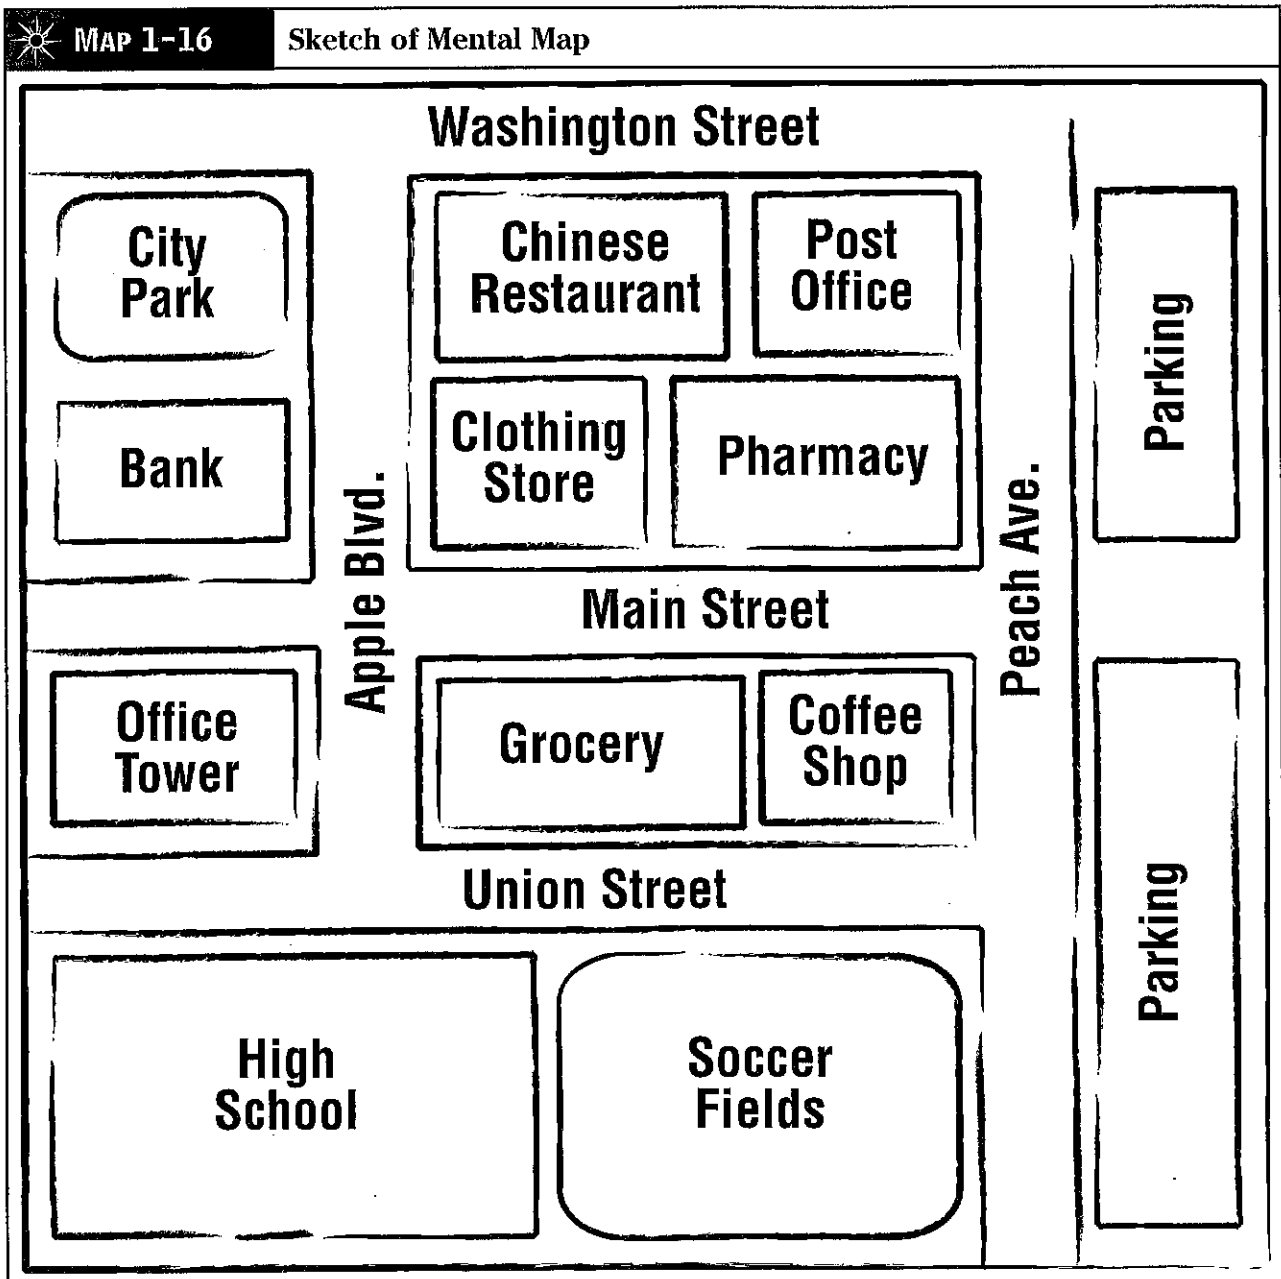 MAP 1-16
Sketch of Mental Map
Washington Street
City
Park
Chinese
Restaurant
Post
Office
Parking
Bank
Clothing
Store
Pharmacy
Apple Blvd.
Peach Ave.
Main Street
Office
Tower
Grocery
Coffee
Shop
Union Street
Parking
High
School
Soccer
Fields